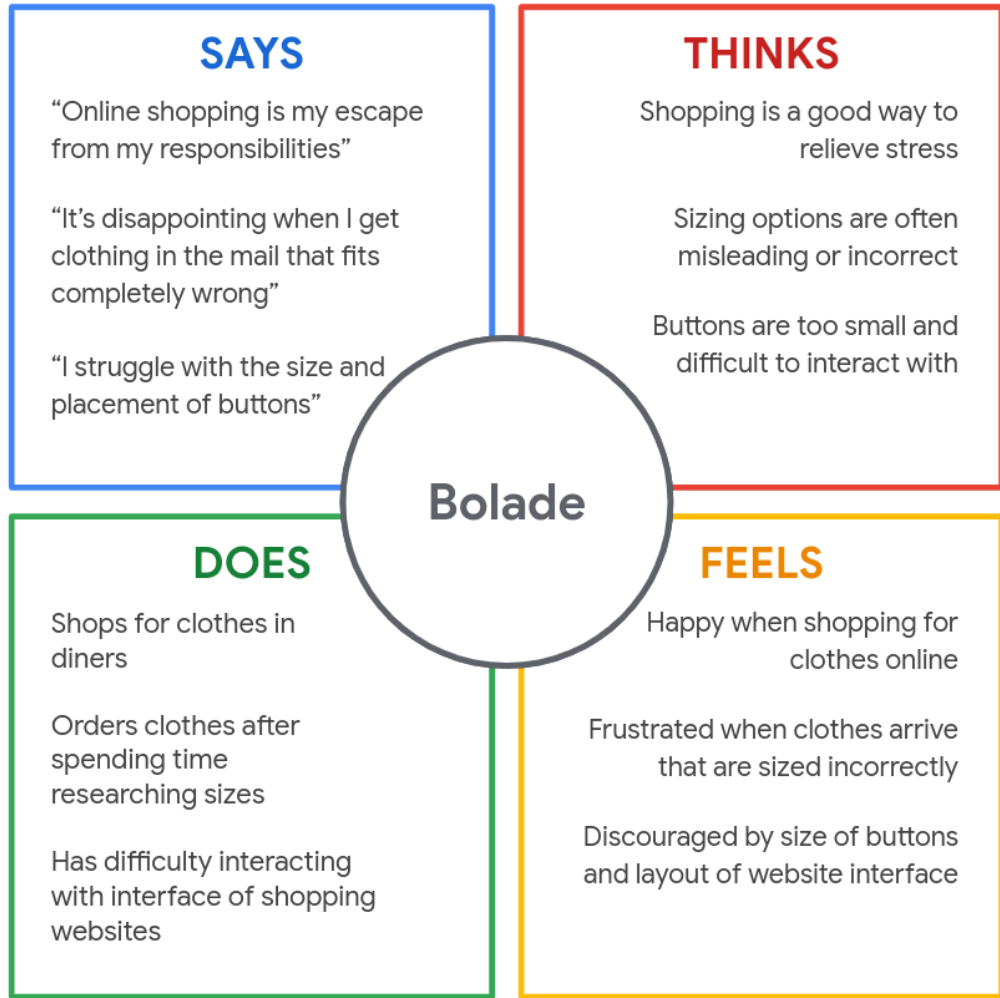 SAYS
“Online shopping is my escape
from my responsibilities”
“It’s disappointing when I get
clothing in the mail that fits
completely wrong”
“I struggle with the size and
placement of buttons”
THINKS
Shopping is a good way to
relieve stress
Sizing options are often
misleading or incorrect
Buttons are too small and
difficult to interact with
Bolade
DOES
Shops for clothes in
diners
Orders clothes after
spending time
researching sizes
Has difficulty interacting
with interface of shopping
websites
FEELS
Happy when shopping for
clothes online
Frustrated when clothes arrive
that are sized incorrectly
Discouraged by size of buttons
and layout of website interface